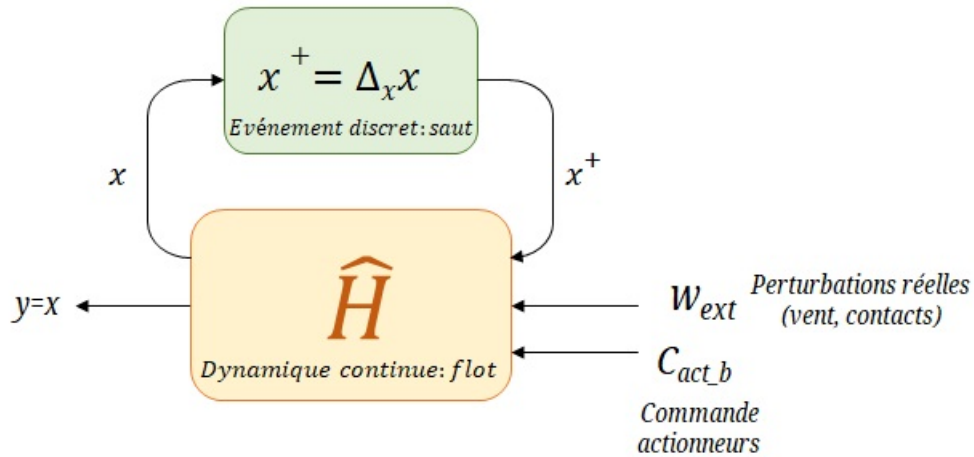 x⁺= Δₓx
Evénement discret: saut
x
x⁺
Ĥ
Dynamique continue: flot
y=x
w_ext
Perturbations réelles
(vent, contacts)
C_act_b
Commande
actionneurs